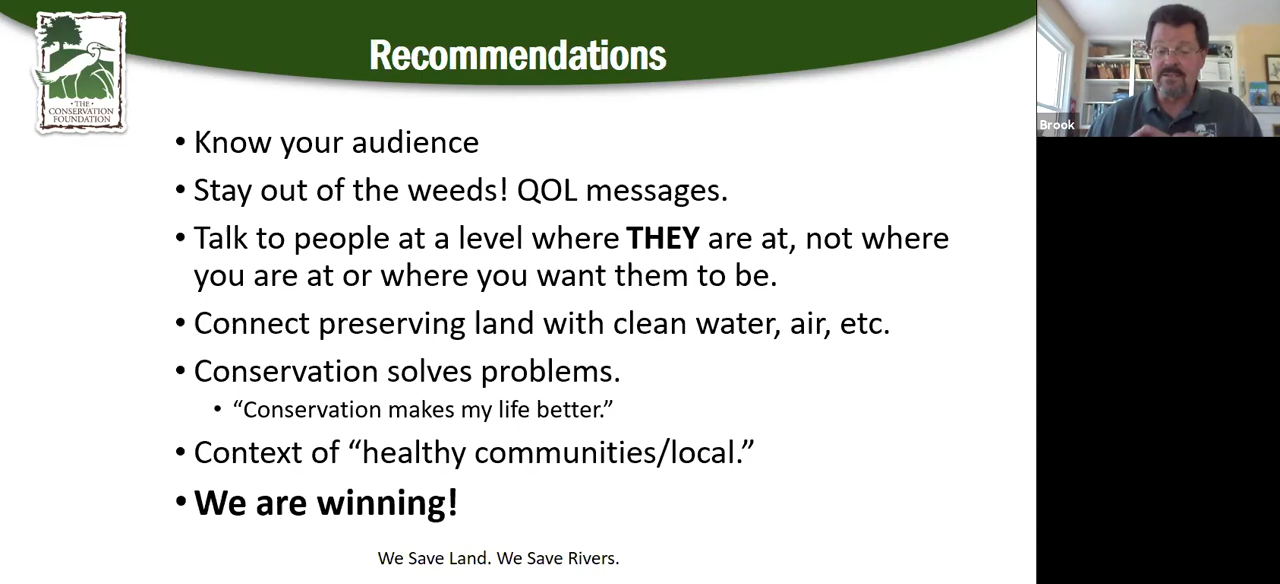 Recommendations
• THE •
CONSERVATION
FOUNDATION
Brook
• Know your audience
• Stay out of the weeds! QOL messages.
• Talk to people at a level where THEY are at, not where
you are at or where you want them to be.
• Connect preserving land with clean water, air, etc.
• Conservation solves problems.
• “Conservation makes my life better.”
• Context of “healthy communities/local.”
• We are winning!
We Save Land. We Save Rivers.